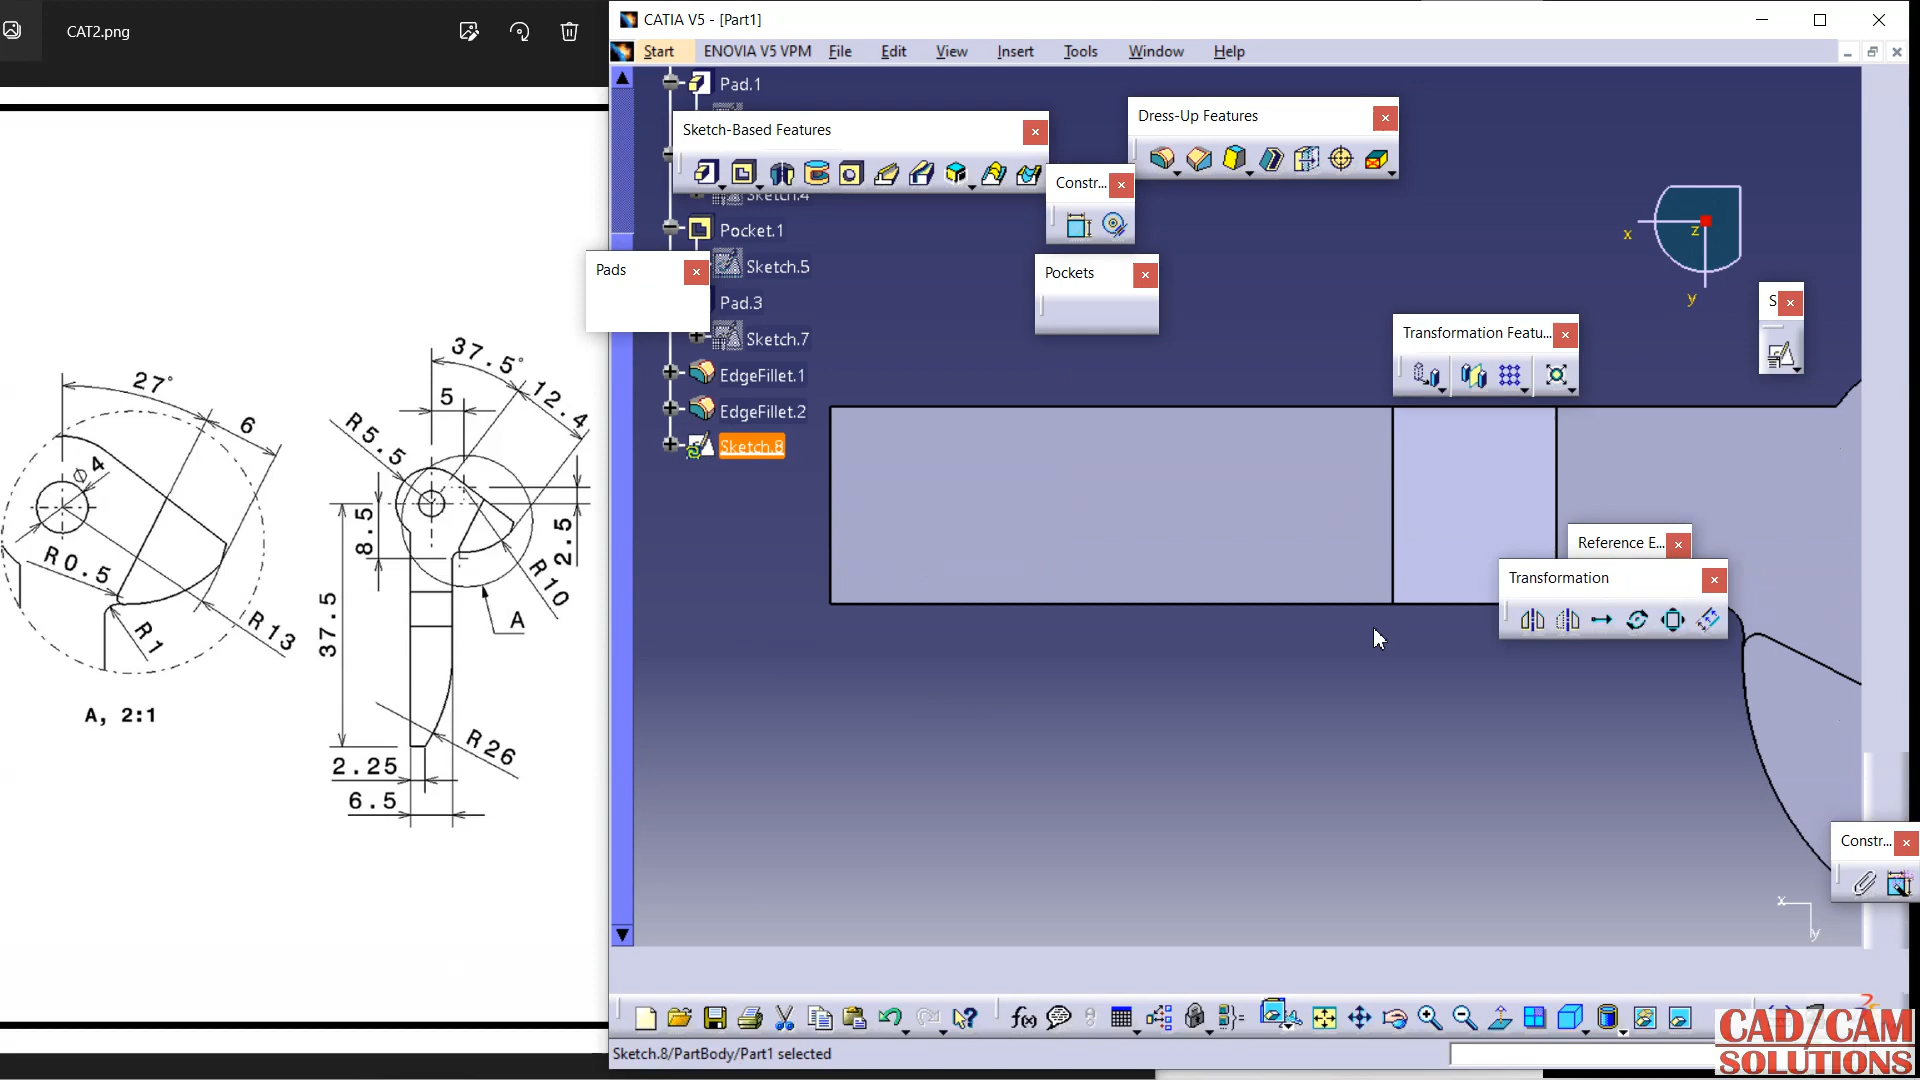 CAT2.png
CATIA V5 - [Part1]
Start
ENOVIA V5 VPM
File
Edit
View
Insert
Tools
Window
Help
Pad.1
Sketch-Based Features
Dress-Up Features
Constr...
Sketch.4
Pocket.1
Sketch.5
Pads
Pockets
Pad.3
Sketch.7
EdgeFillet.1
EdgeFillet.2
Sketch.8
Transformation Featu...
S
Reference E...
Transformation
Constr...
x
z
y
x
y
27°
6
Φ4
R0.5
R1
R13
A, 2:1
37.5°
5
12.4
R5.5
8.5
2.5
R10
A
37.5
R26
2.25
6.5
f(x)
Sketch.8/PartBody/Part1 selected
CAD/CAM
SOLUTIONS